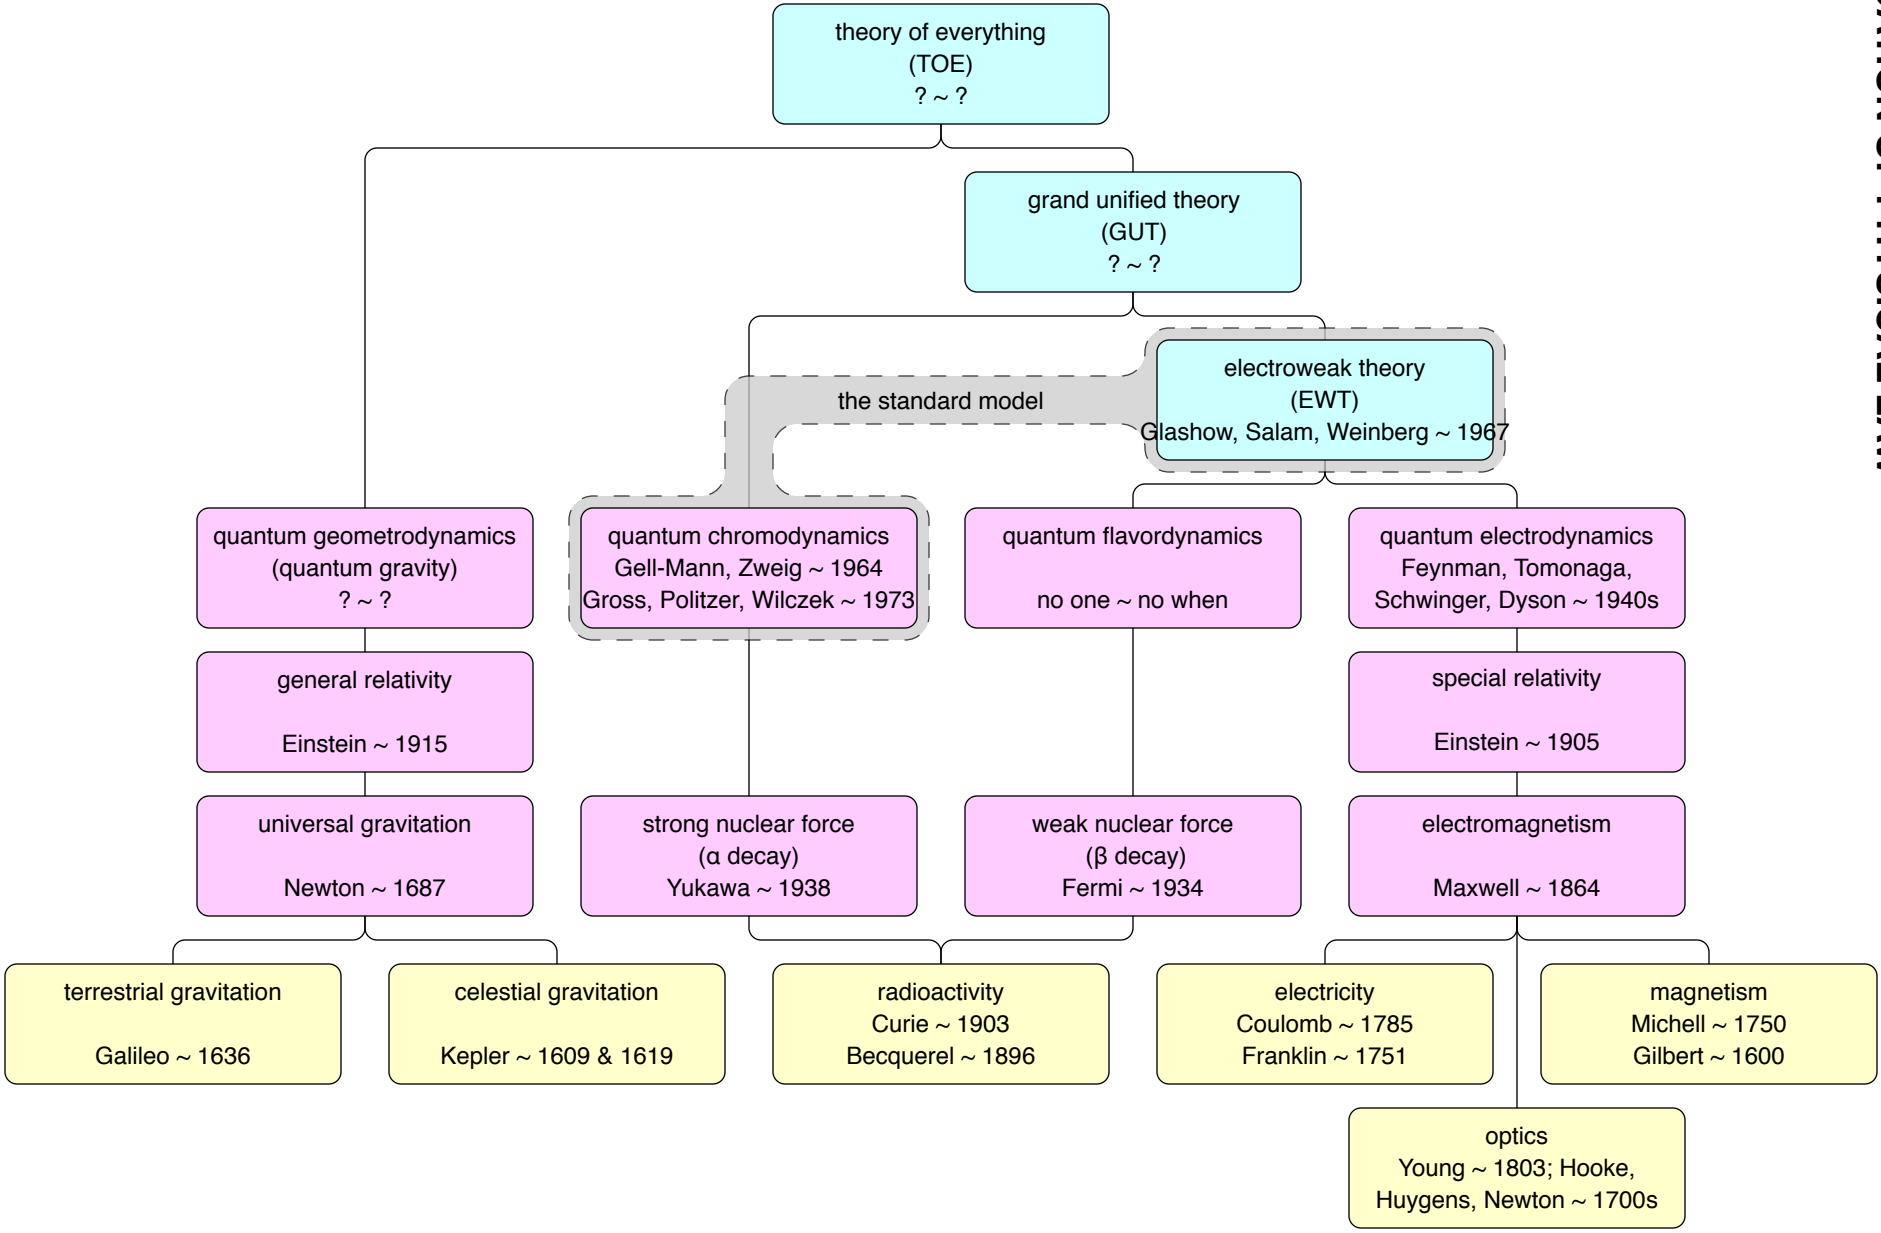 theory of everything
(TOE)
? ~ ?
grand unified theory
(GUT)
? ~ ?
electroweak theory
(EWT)
Glashow, Salam, Weinberg ~ 1967
the standard model
quantum geometrodynamics
(quantum gravity)
? ~ ?
quantum chromodynamics
Gell-Mann, Zweig ~ 1964
Gross, Politzer, Wilczek ~ 1973
quantum flavordynamics
no one ~ no when
quantum electrodynamics
Feynman, Tomonaga,
Schwinger, Dyson ~ 1940s
general relativity
Einstein ~ 1915
special relativity
Einstein ~ 1905
universal gravitation
Newton ~ 1687
strong nuclear force
(α decay)
Yukawa ~ 1938
weak nuclear force
(β decay)
Fermi ~ 1934
electromagnetism
Maxwell ~ 1864
terrestrial gravitation
Galileo ~ 1636
celestial gravitation
Kepler ~ 1609 & 1619
radioactivity
Curie ~ 1903
Becquerel ~ 1896
electricity
Coulomb ~ 1785
Franklin ~ 1751
magnetism
Michell ~ 1750
Gilbert ~ 1600
optics
Young ~ 1803; Hooke,
Huygens, Newton ~ 1700s